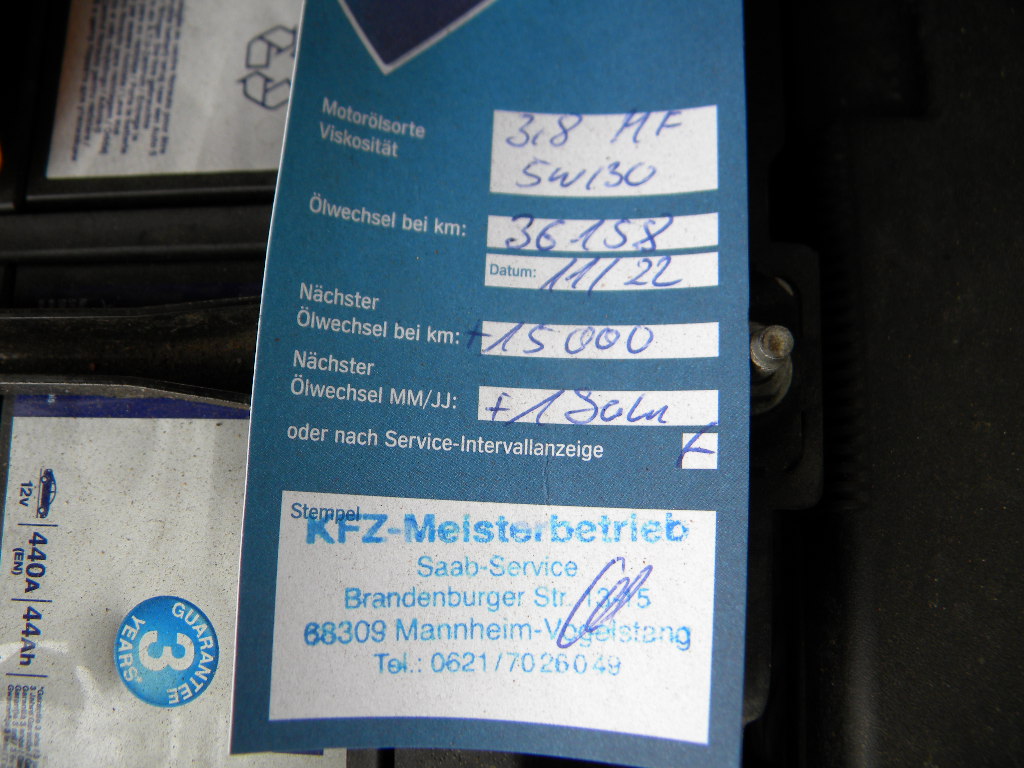 Motorölsorte
Viskosität
3,8 HF
5W/30
Ölwechsel bei km:
36158
Datum: 11/22
Nächster
Ölwechsel bei km: +15000
Nächster
Ölwechsel MM/JJ: +1 Jahr
oder nach Service-Intervallanzeige
Stempel
KFZ-Meisterbetrieb
Saab-Service
Brandenburger Str.
68309 Mannheim-Vogelstang
Tel.: 0621/7026049
12v
440A
(EN)
44Ah
GUARANTEE
3
YEARS*